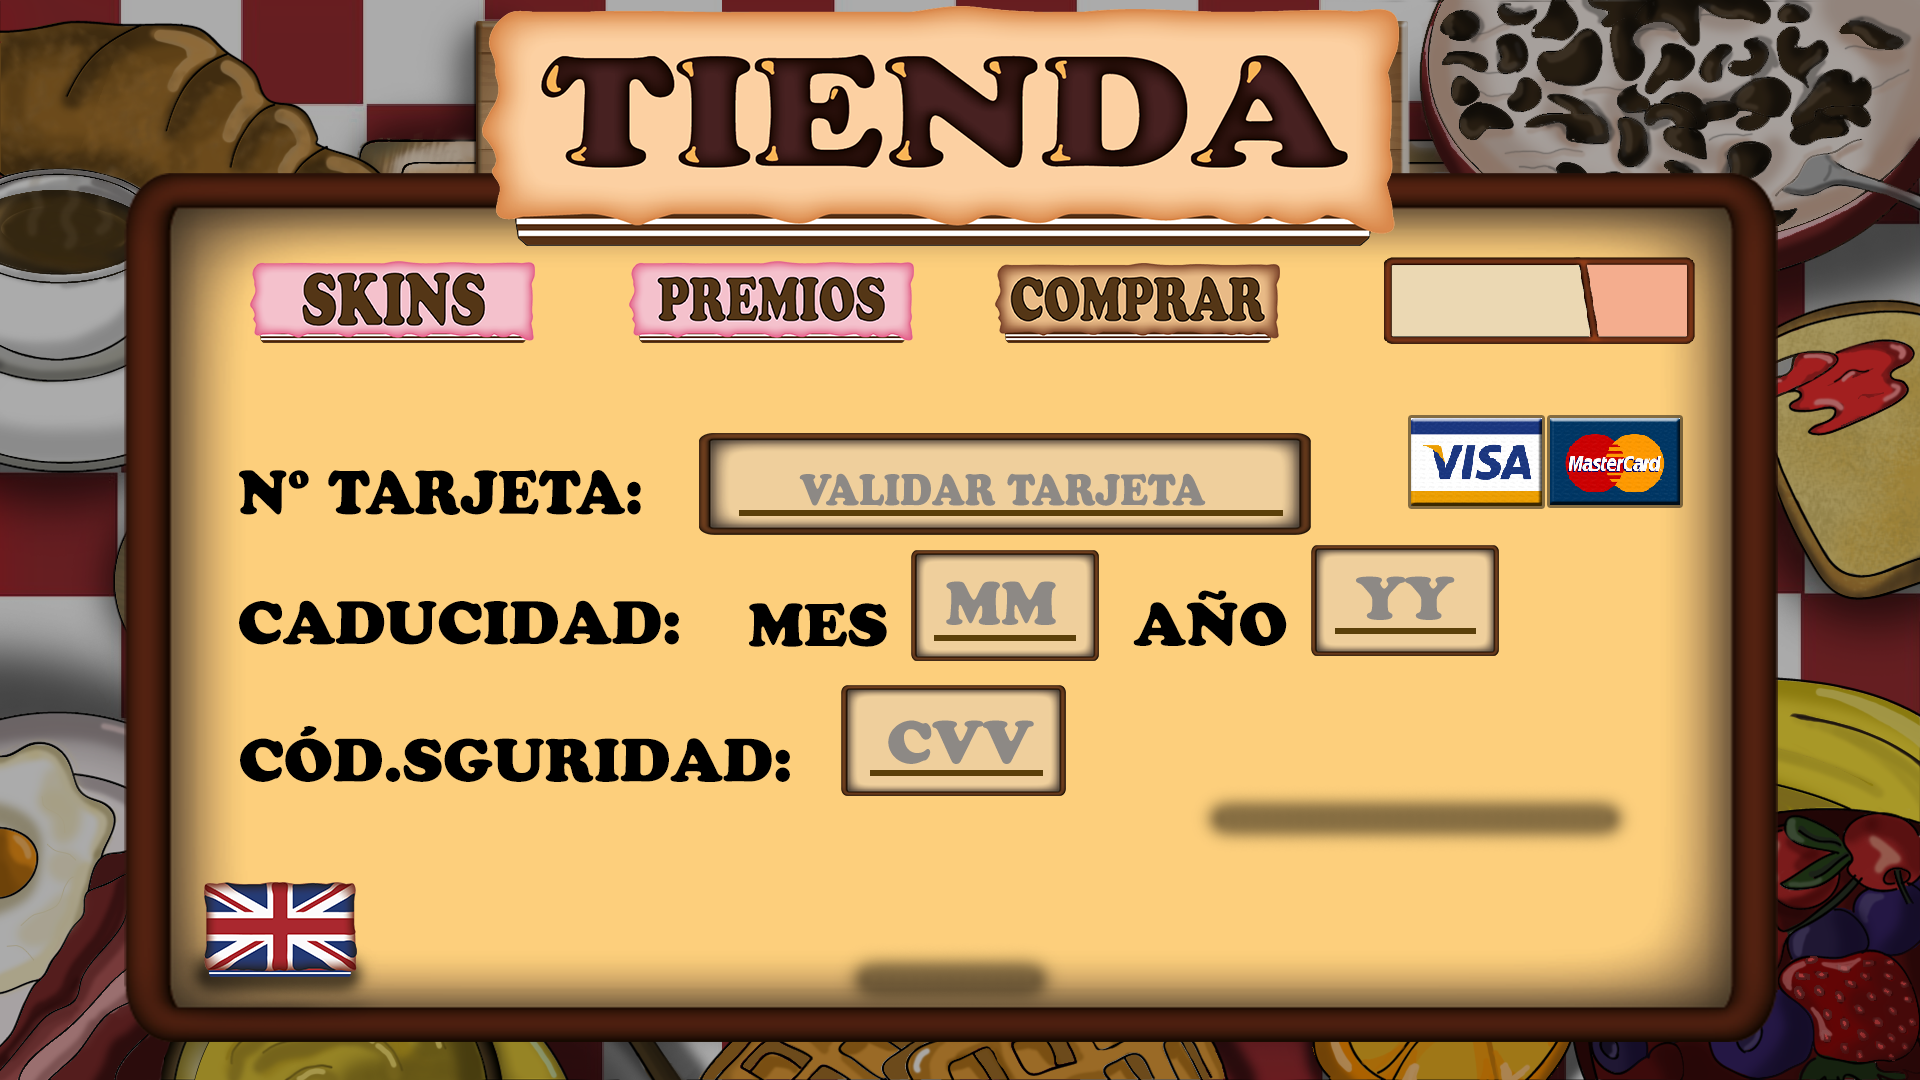 TIENDA
SKINS PREMIOS COMPRAR
VISA MasterCard
Nº TARJETA: VALIDAR TARJETA
CADUCIDAD: MES MM AÑO YY
CÓD.SGURIDAD: CVV